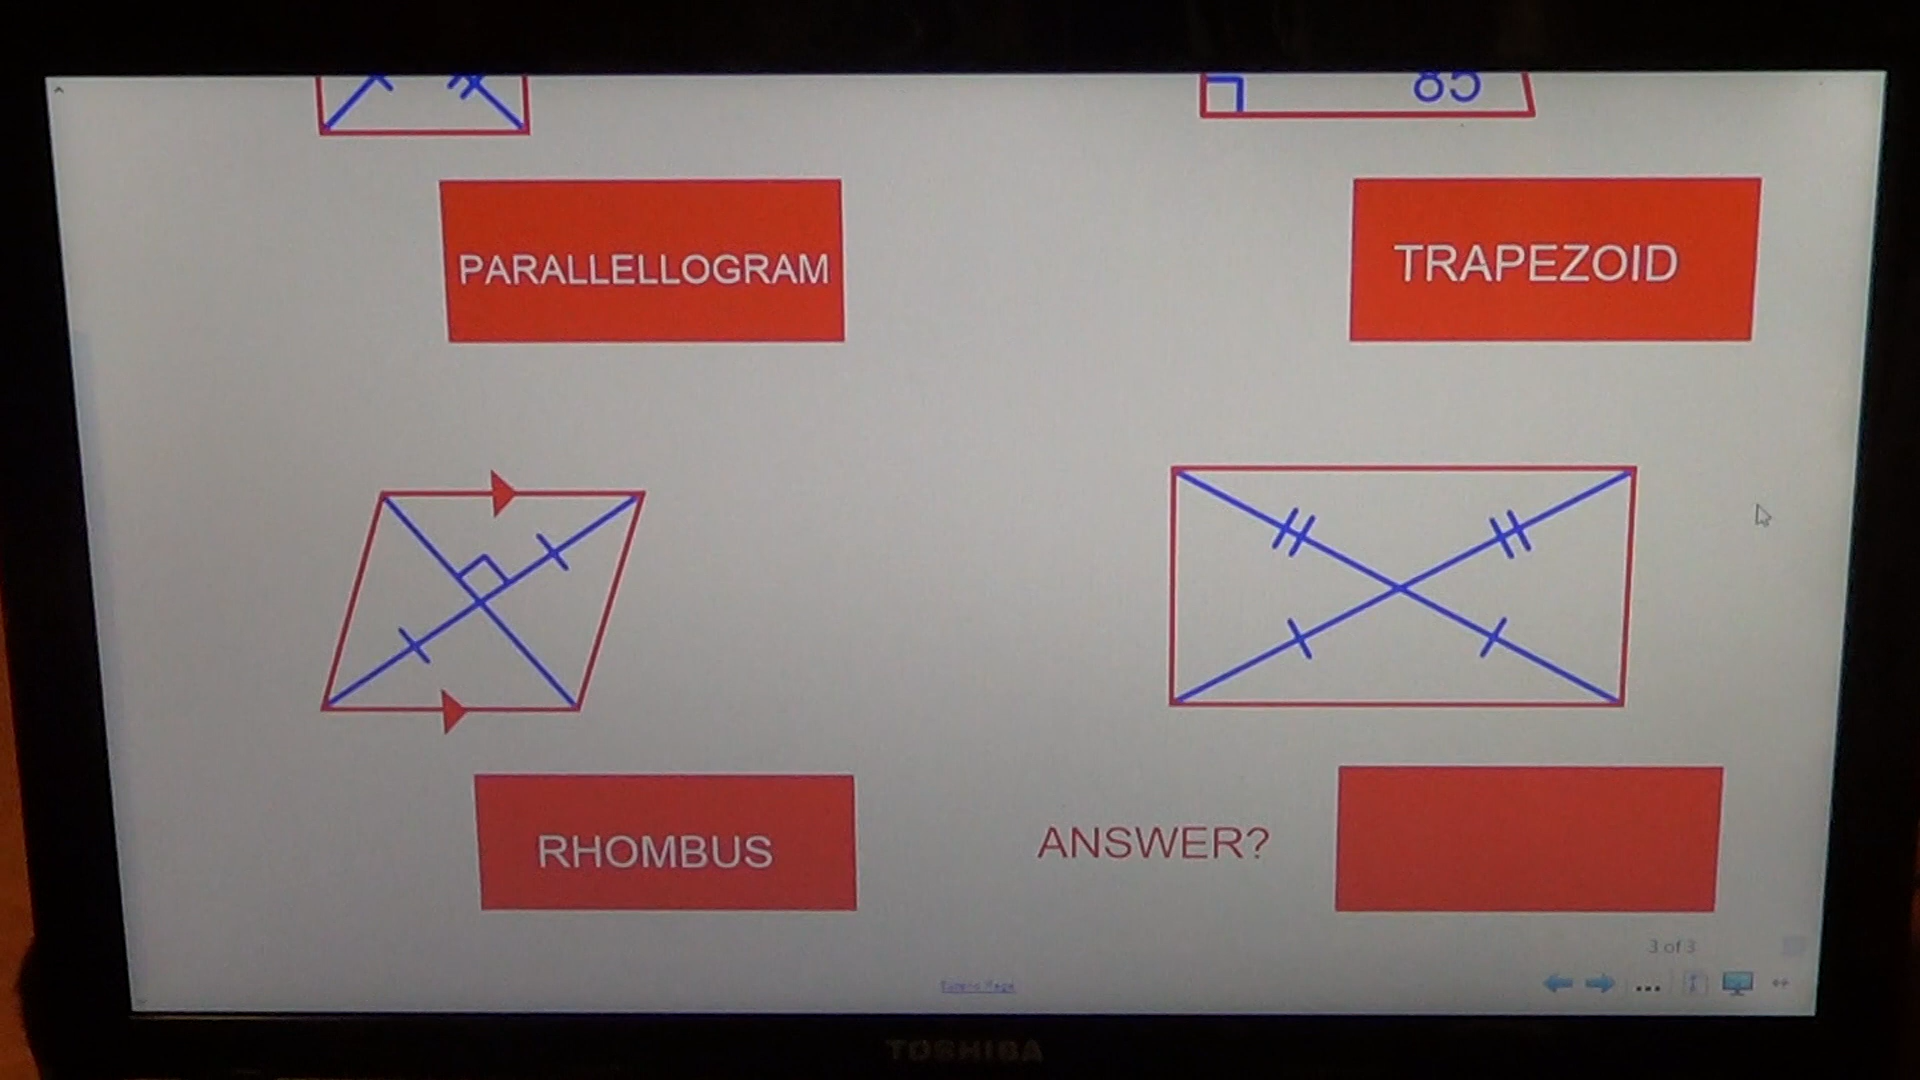 85
PARALLELLOGRAM
TRAPEZOID
RHOMBUS
ANSWER?
3 of 3
TOSHIBA